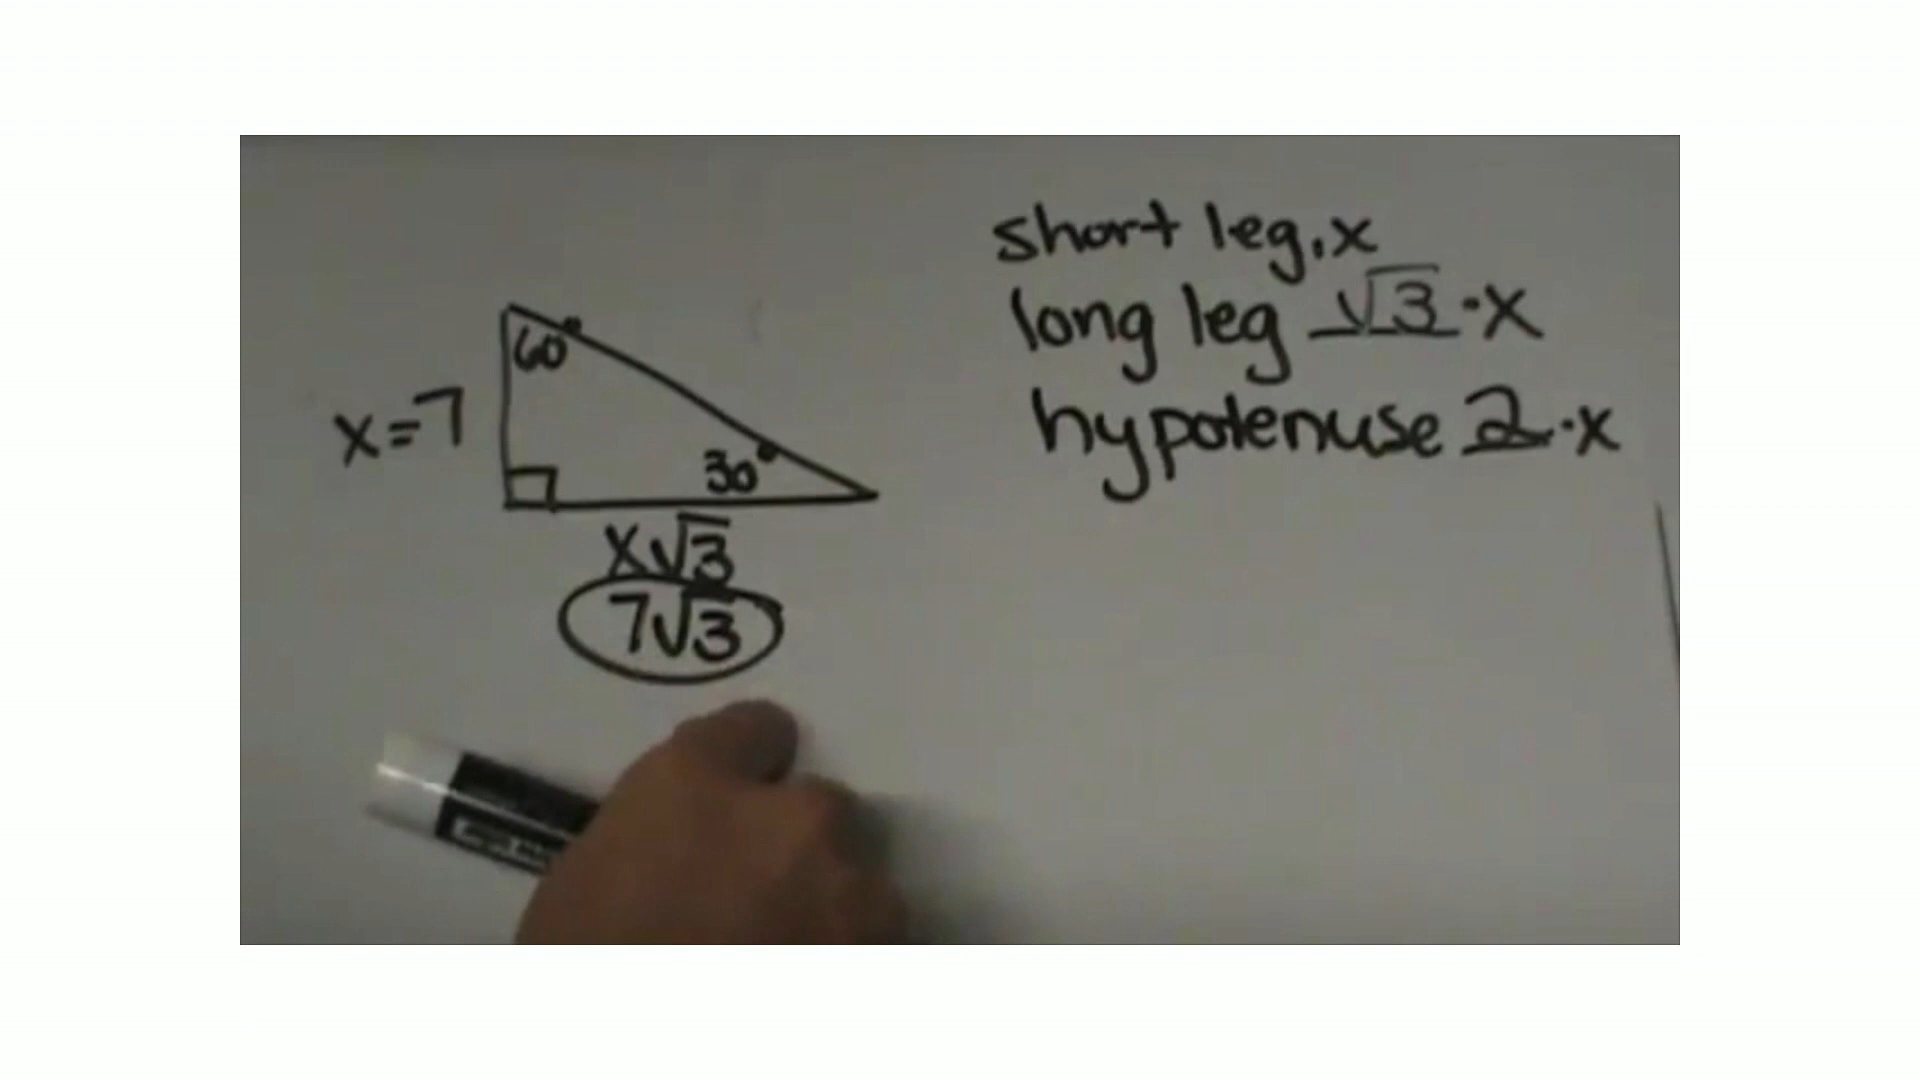 short leg . x
long leg √3 · x
hypotenuse 2 · x
60°
x=7
30°
x√3
7√3